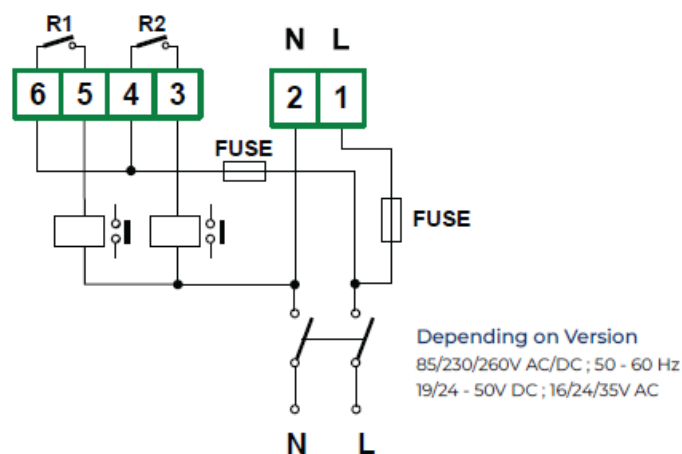 R1 R2 N L
6 5 4 3 2 1
FUSE
FUSE
Depending on Version
85/230/260V AC/DC ; 50 - 60 Hz
19/24 - 50V DC ; 16/24/35V AC
N L